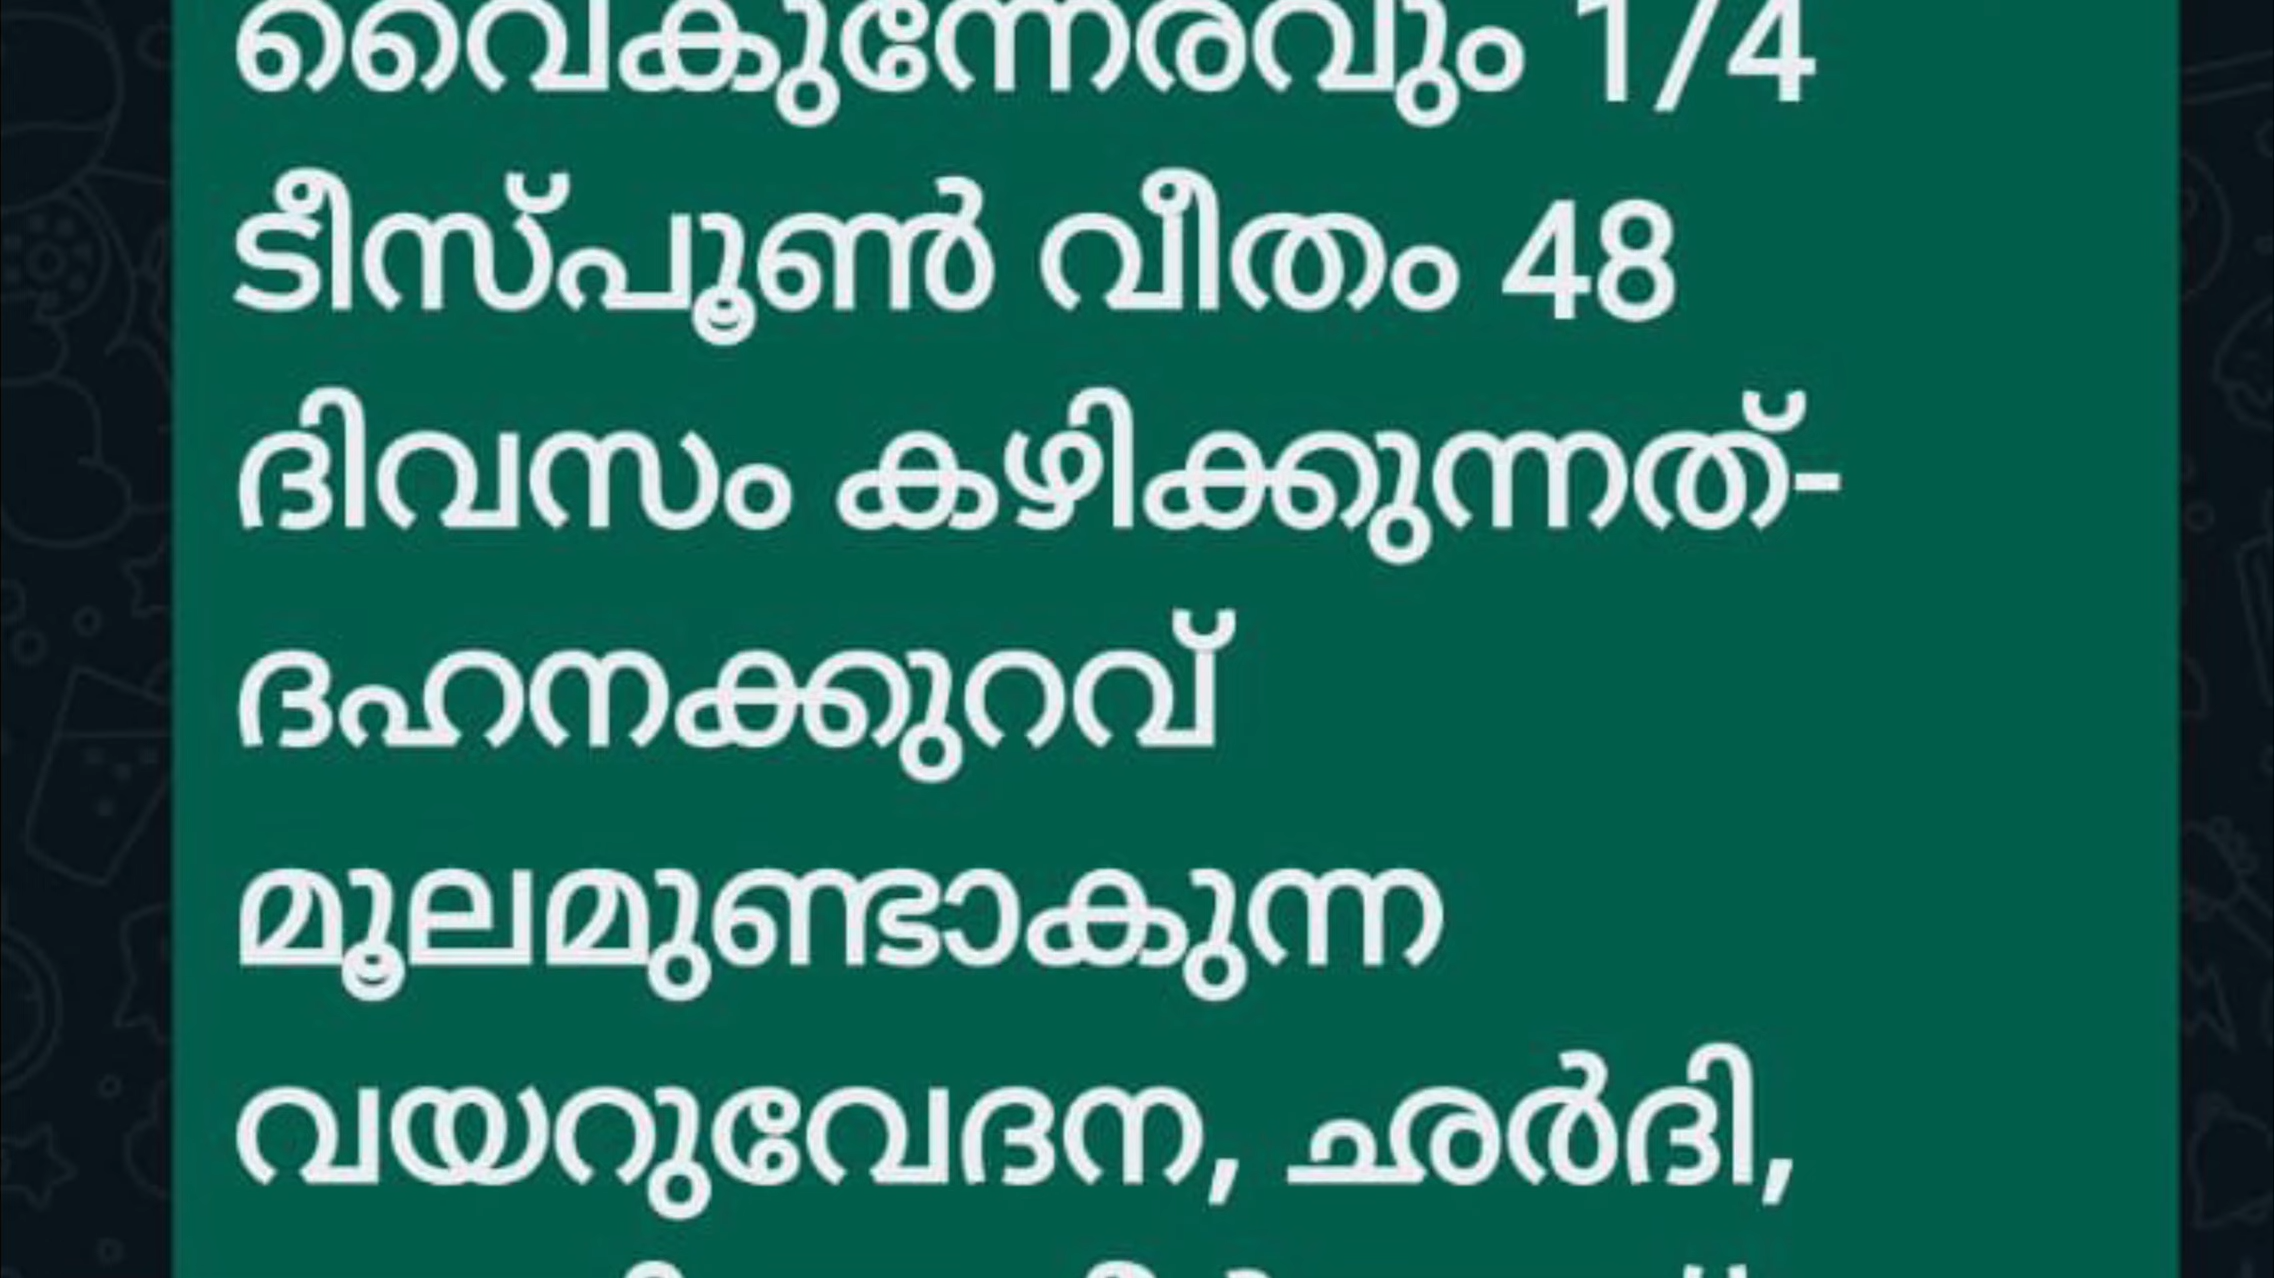 വൈകുന്നേരവും 1/4
ടീസ്പൂൺ വീതം 48
ദിവസം കഴിക്കുന്നത്-
ദഹനക്കുറവ്
മൂലമുണ്ടാകുന്ന
വയറുവേദന, ഛർദി,